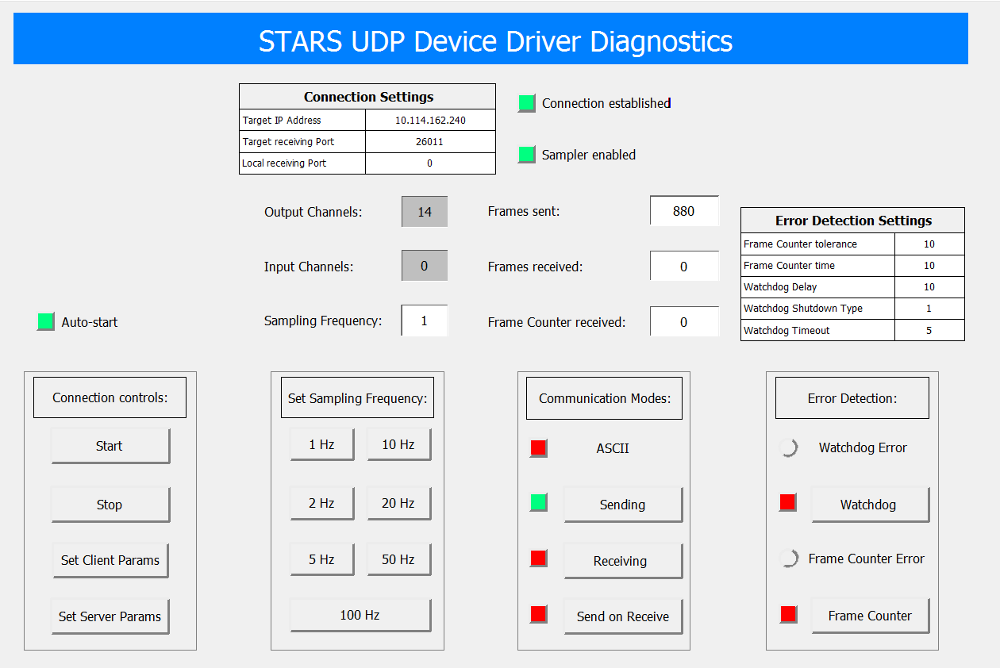 STARS UDP Device Driver Diagnostics
Connection Settings
Target IP Address 10.114.162.240
Target receiving Port 26011
Local receiving Port 0
Connection established
Sampler enabled
Output Channels: 14
Input Channels: 0
Sampling Frequency: 1
Frames sent: 880
Frames received: 0
Frame Counter received: 0
Error Detection Settings
Frame Counter tolerance 10
Frame Counter time 10
Watchdog Delay 10
Watchdog Shutdown Type 1
Watchdog Timeout 5
Auto-start
Connection controls:
Start
Stop
Set Client Params
Set Server Params
Set Sampling Frequency:
1 Hz 10 Hz
2 Hz 20 Hz
5 Hz 50 Hz
100 Hz
Communication Modes:
ASCII
Sending
Receiving
Send on Receive
Error Detection:
Watchdog Error
Watchdog
Frame Counter Error
Frame Counter